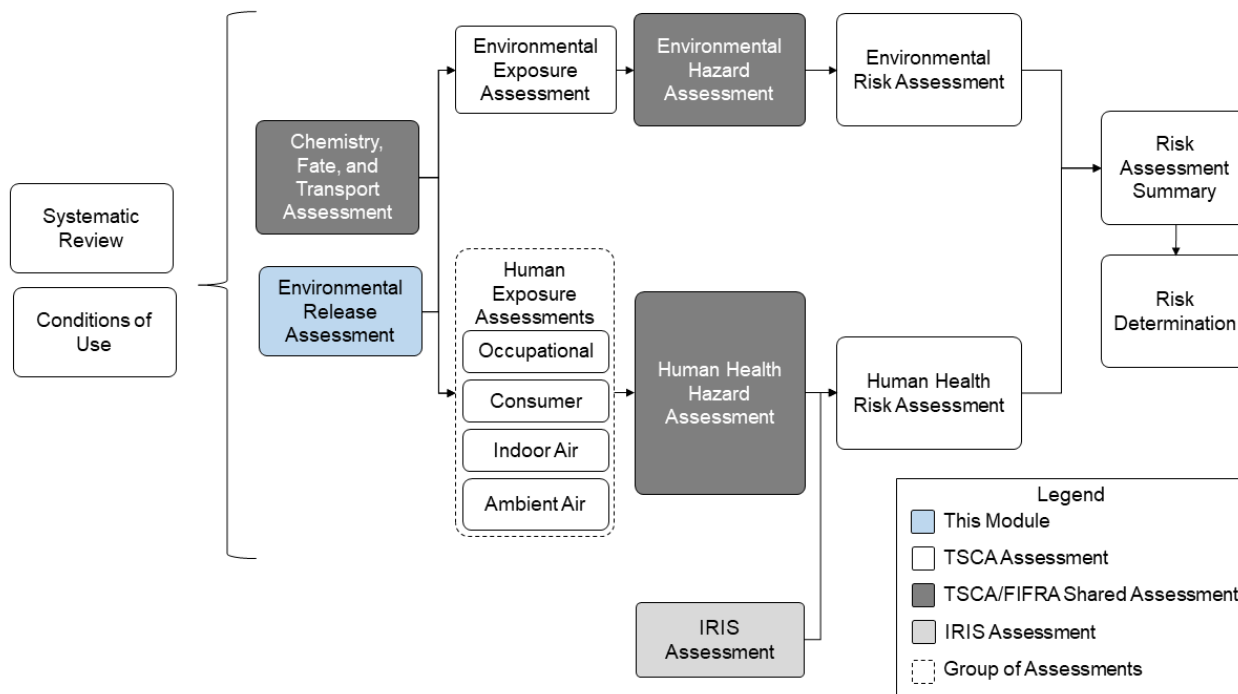 Systematic
Review
Conditions of
Use
Chemistry,
Fate, and
Transport
Assessment
Environmental
Release
Assessment
Environmental
Exposure
Assessment
Environmental
Hazard
Assessment
Environmental
Risk Assessment
Human
Exposure
Assessments
Occupational
Consumer
Indoor Air
Ambient Air
Human Health
Hazard
Assessment
Human Health
Risk Assessment
IRIS
Assessment
Risk
Assessment
Summary
Risk
Determination
Legend
This Module
TSCA Assessment
TSCA/FIFRA Shared Assessment
IRIS Assessment
Group of Assessments